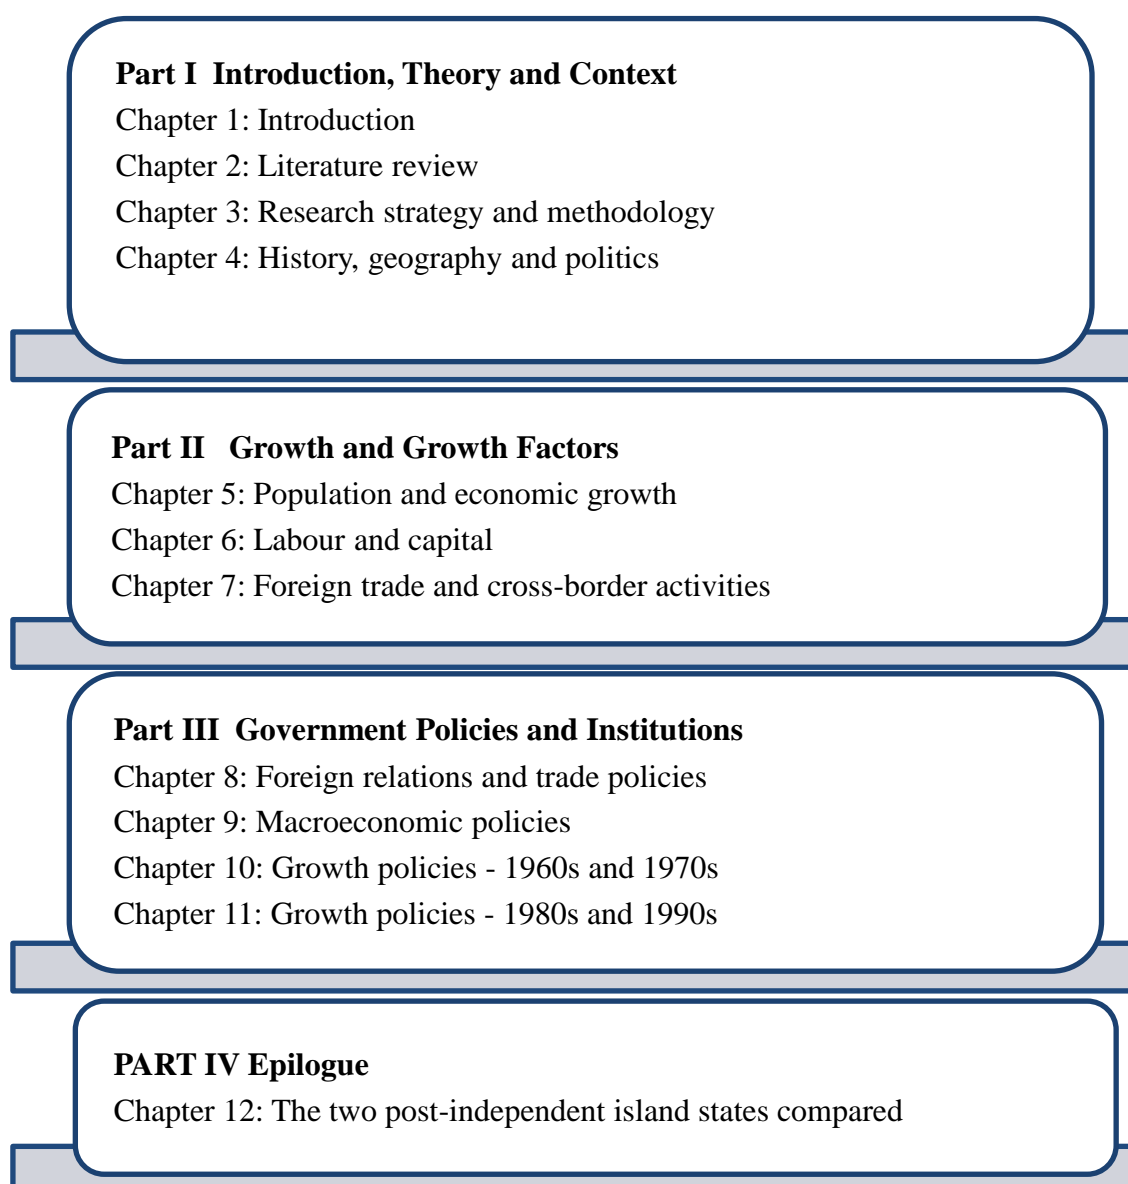 Part I Introduction, Theory and Context
Chapter 1: Introduction
Chapter 2: Literature review
Chapter 3: Research strategy and methodology
Chapter 4: History, geography and politics
Part II Growth and Growth Factors
Chapter 5: Population and economic growth
Chapter 6: Labour and capital
Chapter 7: Foreign trade and cross-border activities
Part III Government Policies and Institutions
Chapter 8: Foreign relations and trade policies
Chapter 9: Macroeconomic policies
Chapter 10: Growth policies - 1960s and 1970s
Chapter 11: Growth policies - 1980s and 1990s
PART IV Epilogue
Chapter 12: The two post-independent island states compared